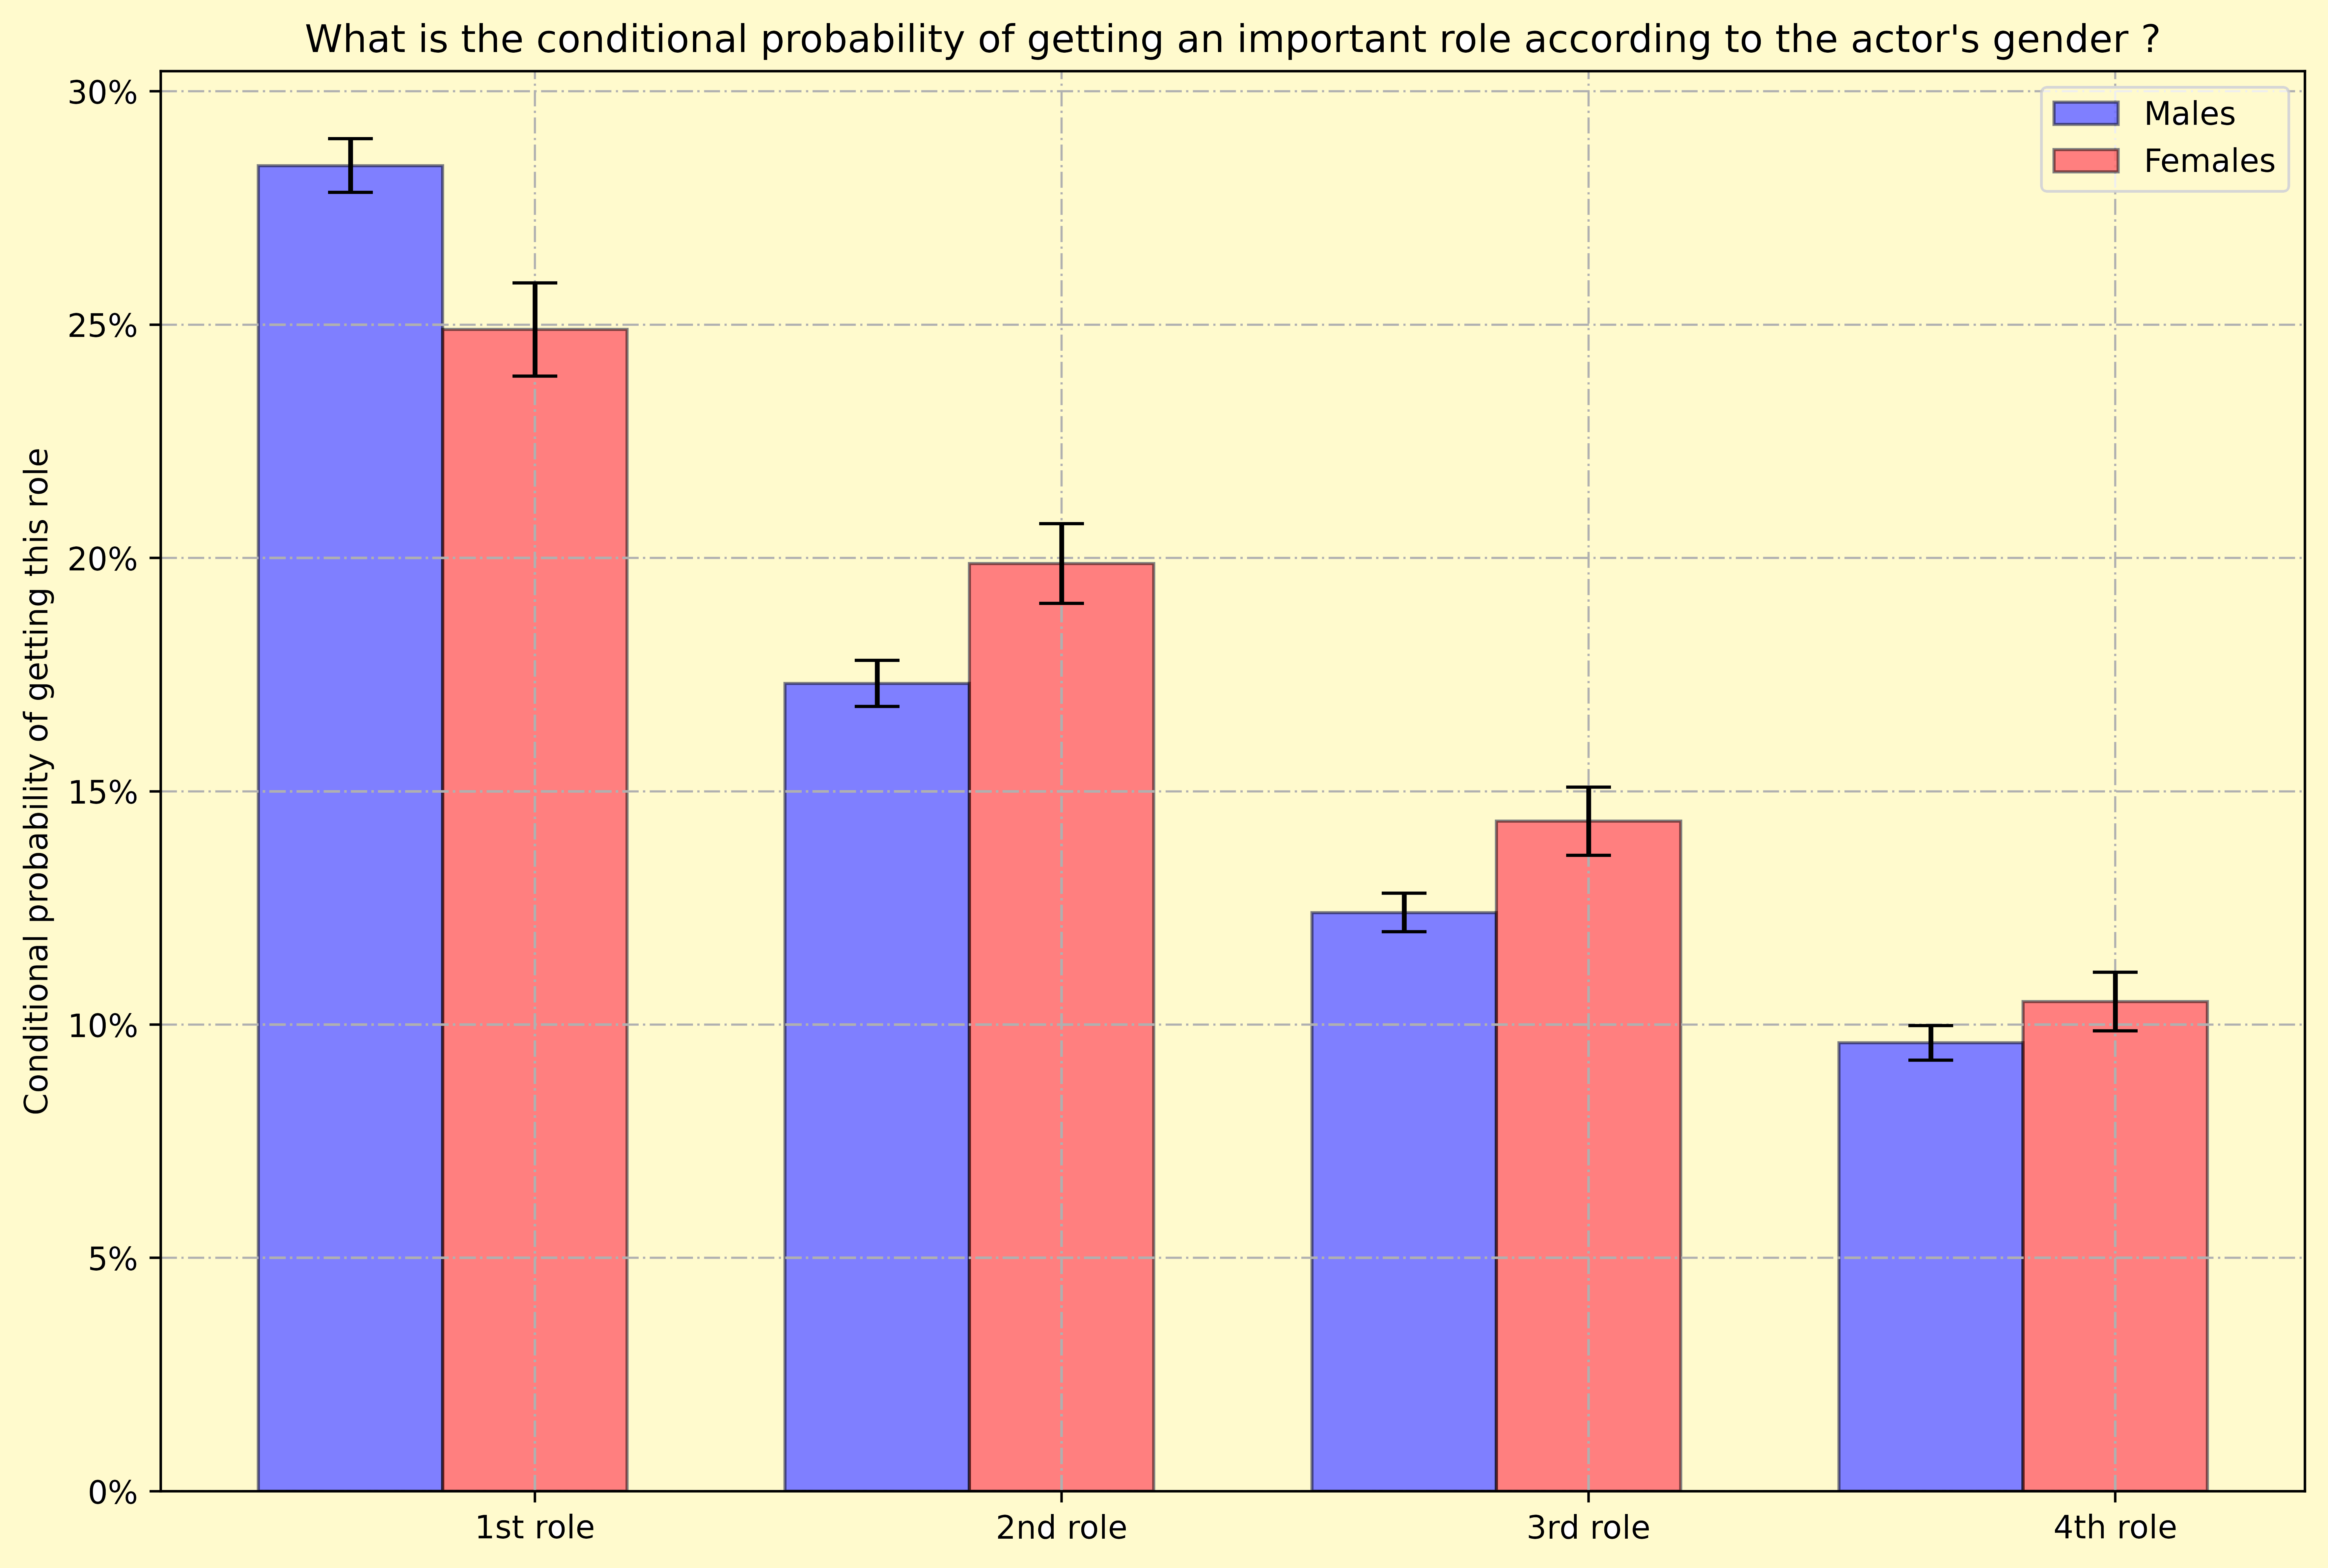 What is the conditional probability of getting an important role according to the actor's gender ?
Conditional probability of getting this role
30%
25%
20%
15%
10%
5%
0%
Males
Females
1st role
2nd role
3rd role
4th role